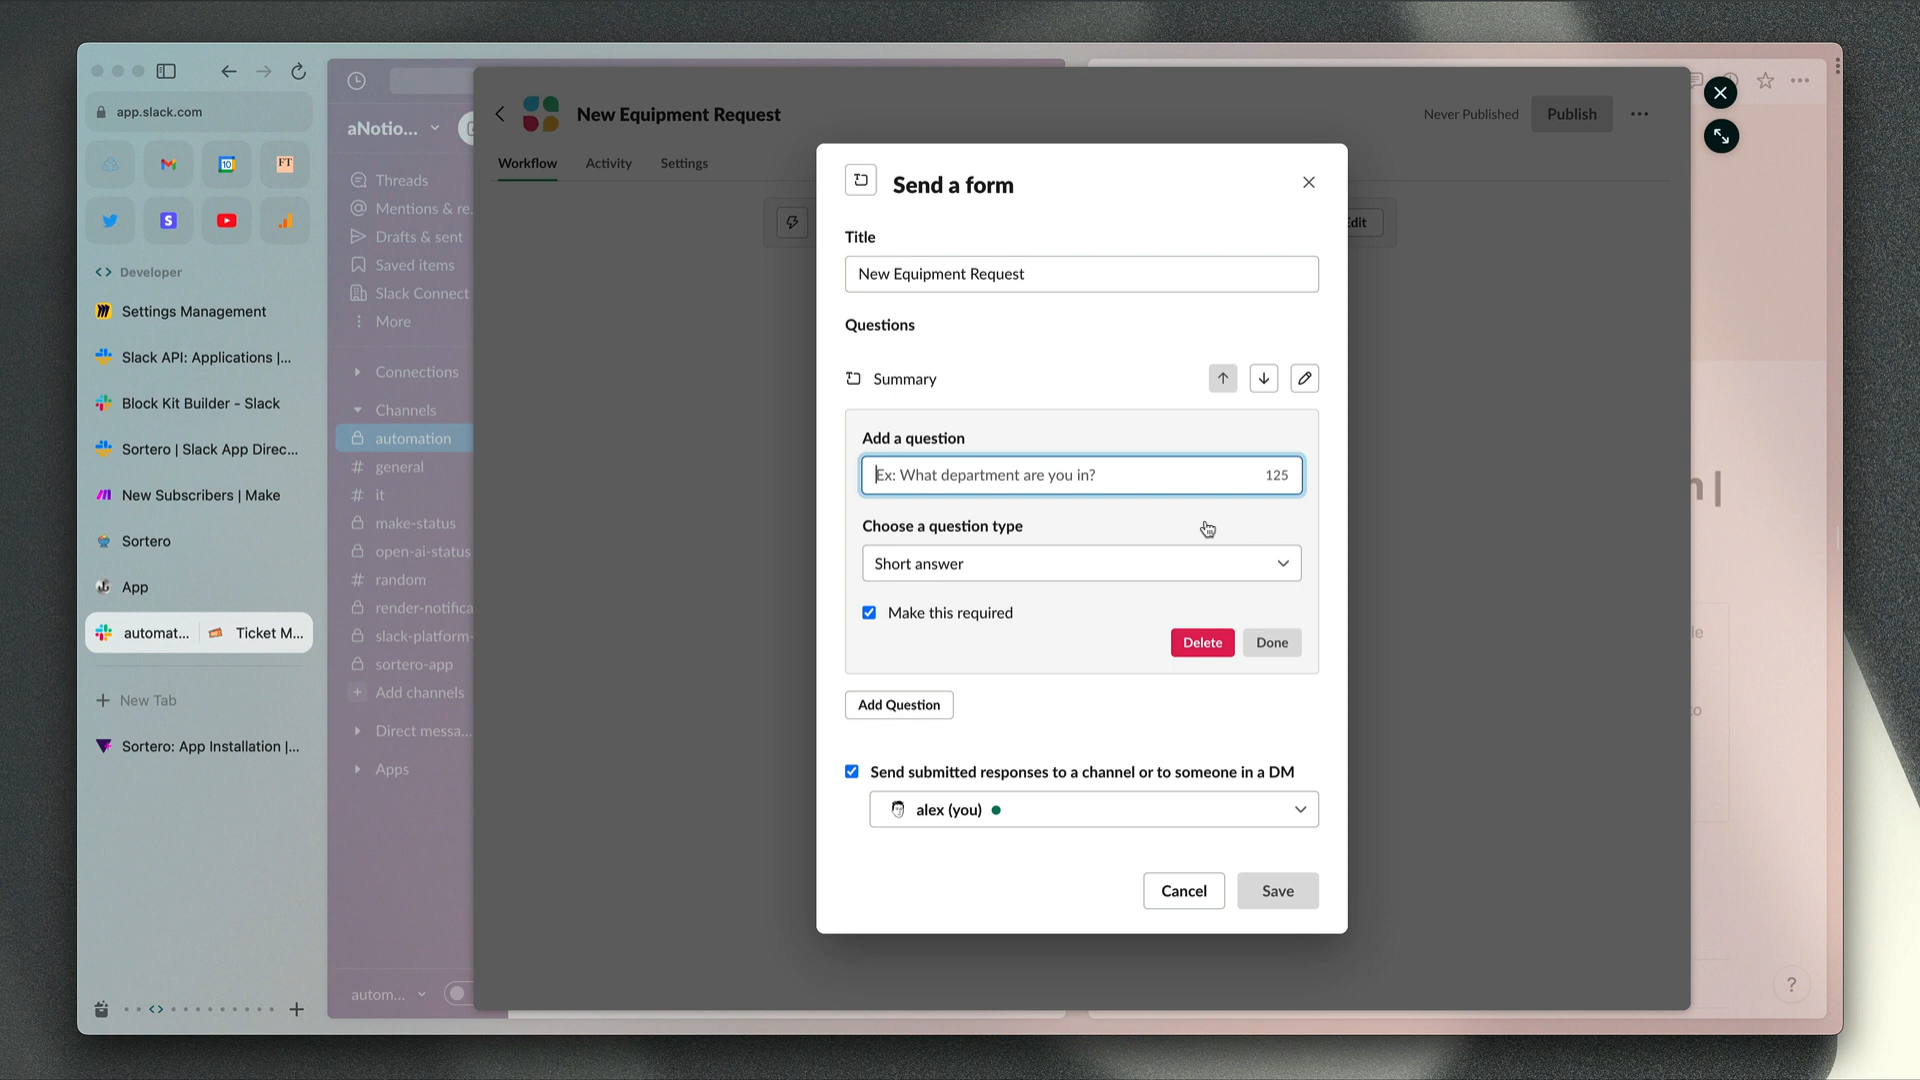 app.slack.com
10
FT
S
<> Developer
Settings Management
Slack API: Applications |...
Block Kit Builder - Slack
Sortero | Slack App Direc...
New Subscribers | Make
Sortero
App
automat...
Ticket M...
New Tab
Sortero: App Installation |...
aNotio...
Threads
Mentions & re.
Drafts & sent
Saved items
Slack Connect
More
Connections
Channels
automation
# general
# it
make-status
open-ai-status
# random
render-notifica
slack-platform-
sortero-app
Add channels
Direct messa...
Apps
autom...
New Equipment Request
Never Published
Publish
Workflow
Activity
Settings
Edit
Send a form
Title
New Equipment Request
Questions
Summary
Add a question
Ex: What department are you in?
125
Choose a question type
Short answer
Make this required
Delete
Done
Add Question
Send submitted responses to a channel or to someone in a DM
alex (you)
Cancel
Save
n |
le
to
?